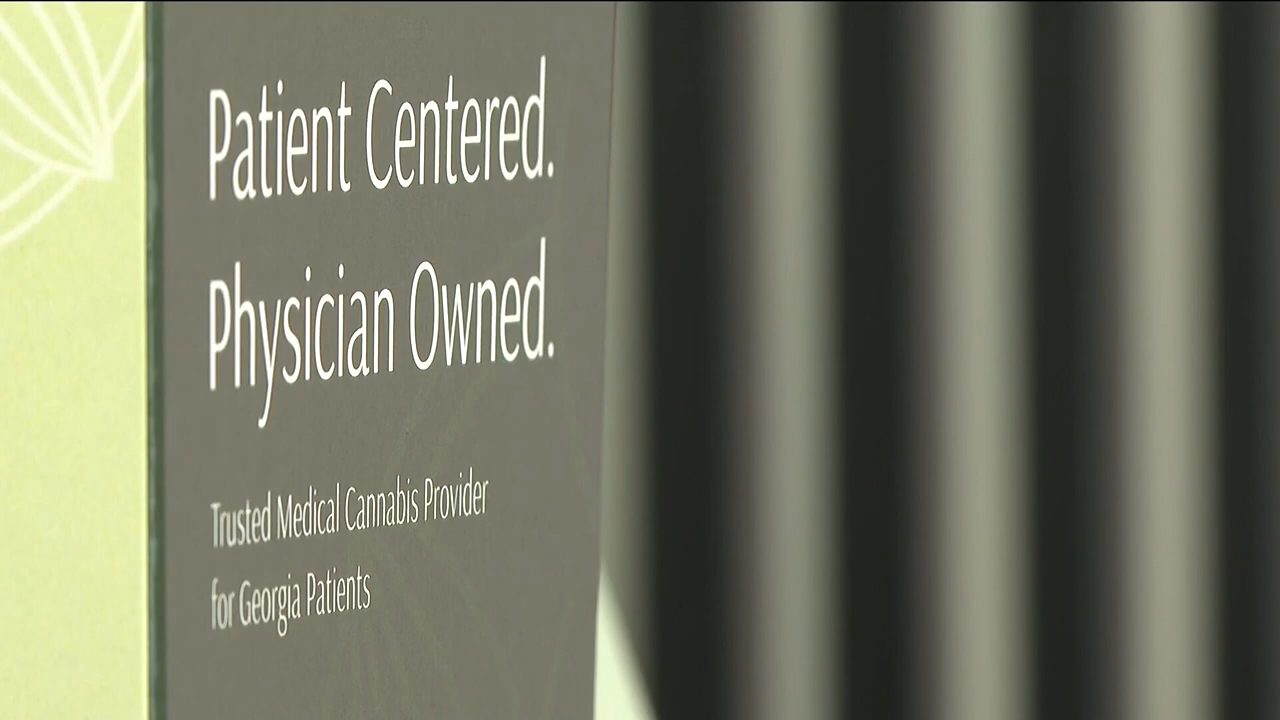 Patient Centered.
Physician Owned.
Trusted Medical Cannabis Provider
for Georgia Patients